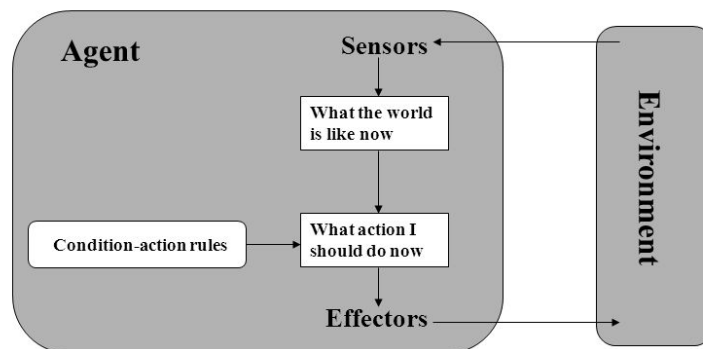 Agent
Sensors
What the world
is like now
Condition-action rules
What action I
should do now
Effectors
Environment